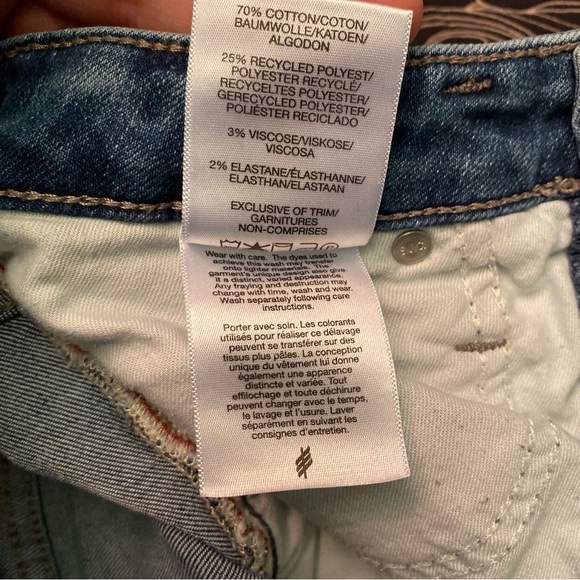 70% COTTON/COTON/
BAUMWOLLE/KATOEN/
ALGODON
25% RECYCLED POLYEST/
POLYESTER RECYCLÉ/
RECYCELTES POLYESTER/
GERECYCLED POLYESTER/
POLIÉSTER RECICLADO
3% VISCOSE/VISKOSE/
VISCOSA
2% ELASTANE/ÉLASTHANNE/
ELASTHAN/ELASTAAN
EXCLUSIVE OF TRIM/
GARNITURES
NON-COMPRISES
Wear with care. The dyes used to
achieve this wash may transfer
onto lighter materials. The
garment's unique design also give
it a distinct, varied appearance.
Any fraying and destruction may
change with time, wash and wear.
Wash separately following care
instructions.
Porter avec soin. Les colorants
utilisés pour réaliser ce délavage
peuvent se transférer sur des
tissus plus pâles. La conception
unique du vêtement lui donne
également une apparence
distincte et variée. Tout
effilochage et toute déchirure
peuvent changer avec le temps,
le lavage et l'usure. Laver
séparément en suivant les
consignes d'entretien.